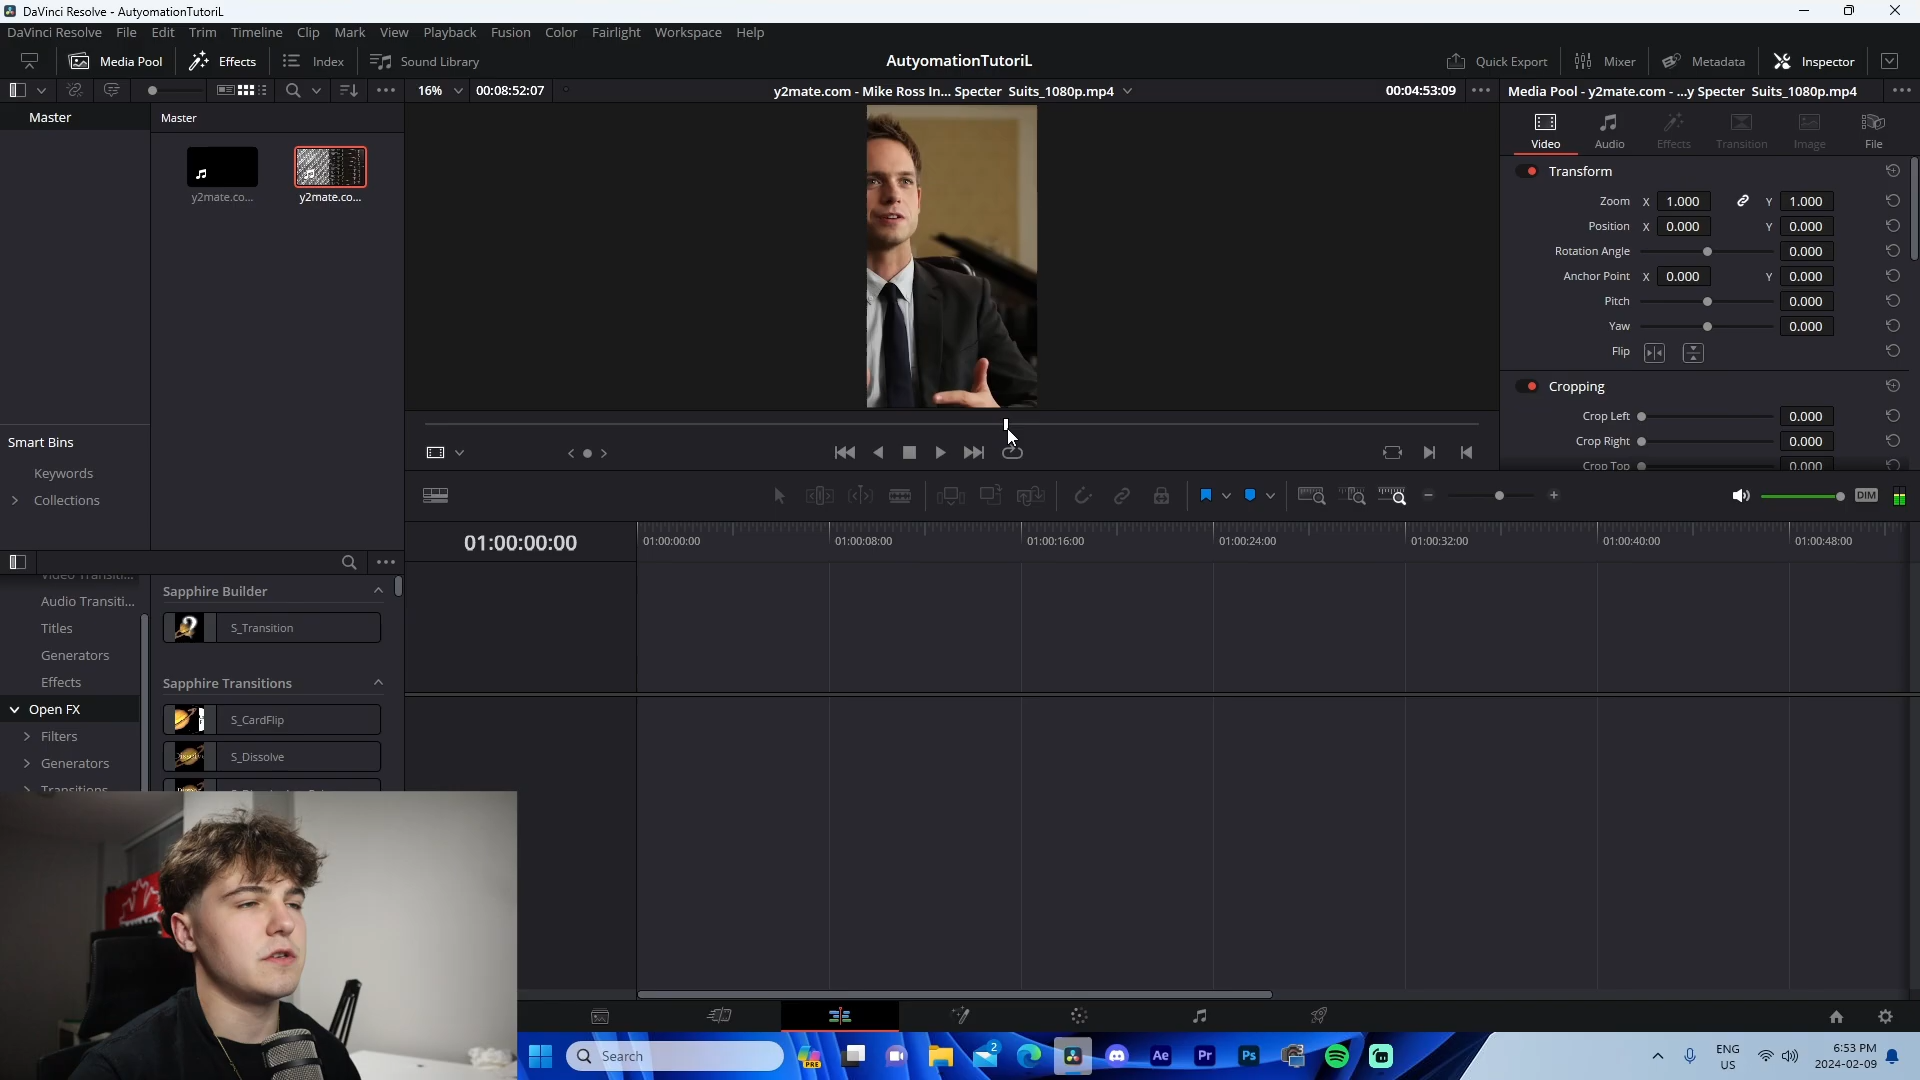 DaVinci Resolve - AutyomationTutoriL
DaVinci Resolve File Edit Trim Timeline Clip Mark View Playback Fusion Color Fairlight Workspace Help
Media Pool Effects Index Sound Library AutyomationTutoriL Quick Export Mixer Metadata Inspector
16% 00:08:52:07 y2mate.com - Mike Ross In... Specter Suits_1080p.mp4 00:04:53:09 Media Pool - y2mate.com - ...y Specter Suits_1080p.mp4
Master Master
y2mate.co... y2mate.co...
Video Audio Effects Transition Image File
Transform
Zoom X 1.000 Y 1.000
Position X 0.000 Y 0.000
Rotation Angle 0.000
Anchor Point X 0.000 Y 0.000
Pitch 0.000
Yaw 0.000
Flip
Cropping
Crop Left 0.000
Crop Right 0.000
Crop Top 0.000
Smart Bins
Keywords
Collections
DIM
01:00:00:00 01:00:00:00 01:00:08:00 01:00:16:00 01:00:24:00 01:00:32:00 01:00:40:00 01:00:48:00
Video Transiti...
Audio Transiti...
Titles
Generators
Effects
Open FX
Filters
Generators
Transitions
Sapphire Builder
S_Transition
Sapphire Transitions
S_CardFlip
S_Dissolve
Search
PRE
2
Ae Pr Ps
ENG
US
6:53 PM
2024-02-09